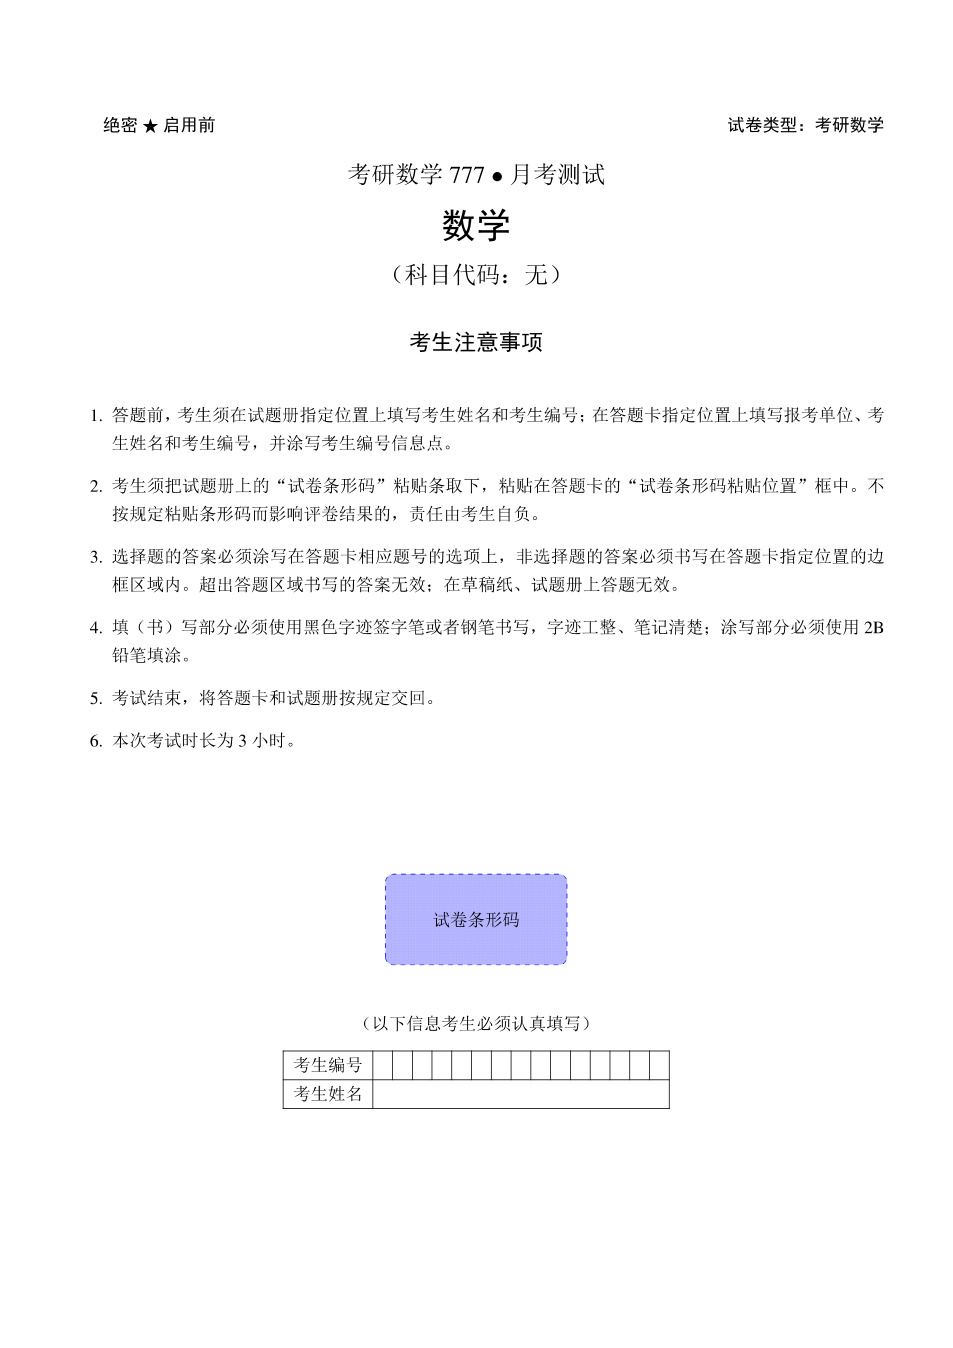 绝密 ★ 启用前
试卷类型：考研数学
考研数学 777 ● 月考测试
数学
（科目代码：无）
考生注意事项
1. 答题前，考生须在试题册指定位置上填写考生姓名和考生编号；在答题卡指定位置上填写报考单位、考
生姓名和考生编号，并涂写考生编号信息点。
2. 考生须把试题册上的“试卷条形码”粘贴条取下，粘贴在答题卡的“试卷条形码粘贴位置”框中。不
按规定粘贴条形码而影响评卷结果的，责任由考生自负。
3. 选择题的答案必须涂写在答题卡相应题号的选项上，非选择题的答案必须书写在答题卡指定位置的边
框区域内。超出答题区域书写的答案无效；在草稿纸、试题册上答题无效。
4. 填（书）写部分必须使用黑色字迹签字笔或者钢笔书写，字迹工整、笔记清楚；涂写部分必须使用 2B
铅笔填涂。
5. 考试结束，将答题卡和试题册按规定交回。
6. 本次考试时长为 3 小时。
试卷条形码
（以下信息考生必须认真填写）
考生编号
考生姓名